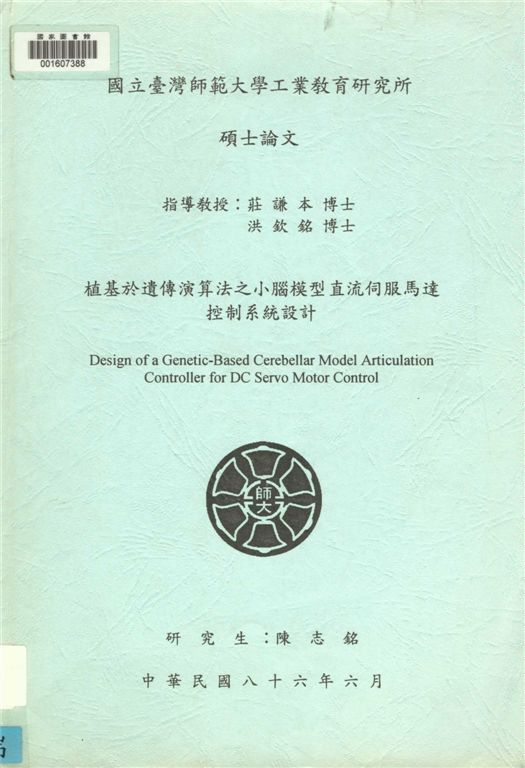 國家圖書館
001607388
國立臺灣師範大學工業教育研究所
碩士論文
指導教授：莊 謙 本 博士
洪 欽 銘 博士
植基於遺傳演算法之小腦模型直流伺服馬達
控制系統設計
Design of a Genetic-Based Cerebellar Model Articulation
Controller for DC Servo Motor Control
師大
研 究 生：陳 志 銘
中 華 民 國 八 十 六 年 六 月